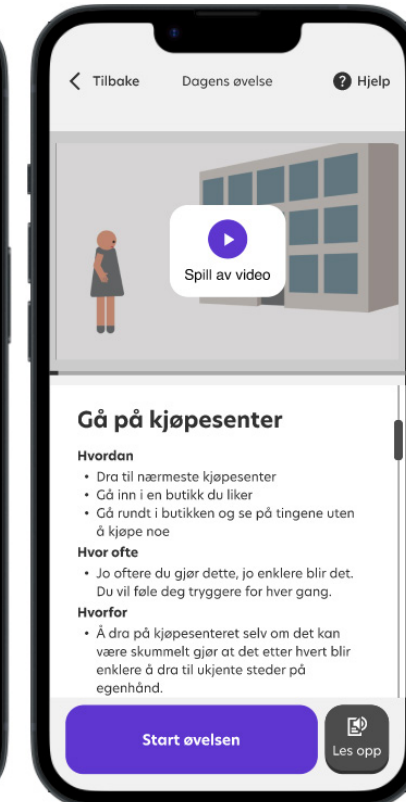 Tilbake
Dagens øvelse
? Hjelp
Spill av video
Gå på kjøpesenter
Hvordan
• Dra til nærmeste kjøpesenter
• Gå inn i en butikk du liker
• Gå rundt i butikken og se på tingene uten
å kjøpe noe
Hvor ofte
• Jo oftere du gjør dette, jo enklere blir det.
Du vil føle deg tryggere for hver gang.
Hvorfor
• Å dra på kjøpesenteret selv om det kan
være skummelt gjør at det etter hvert blir
enklere å dra til ukjente steder på
egenhånd.
Start øvelsen
Les opp